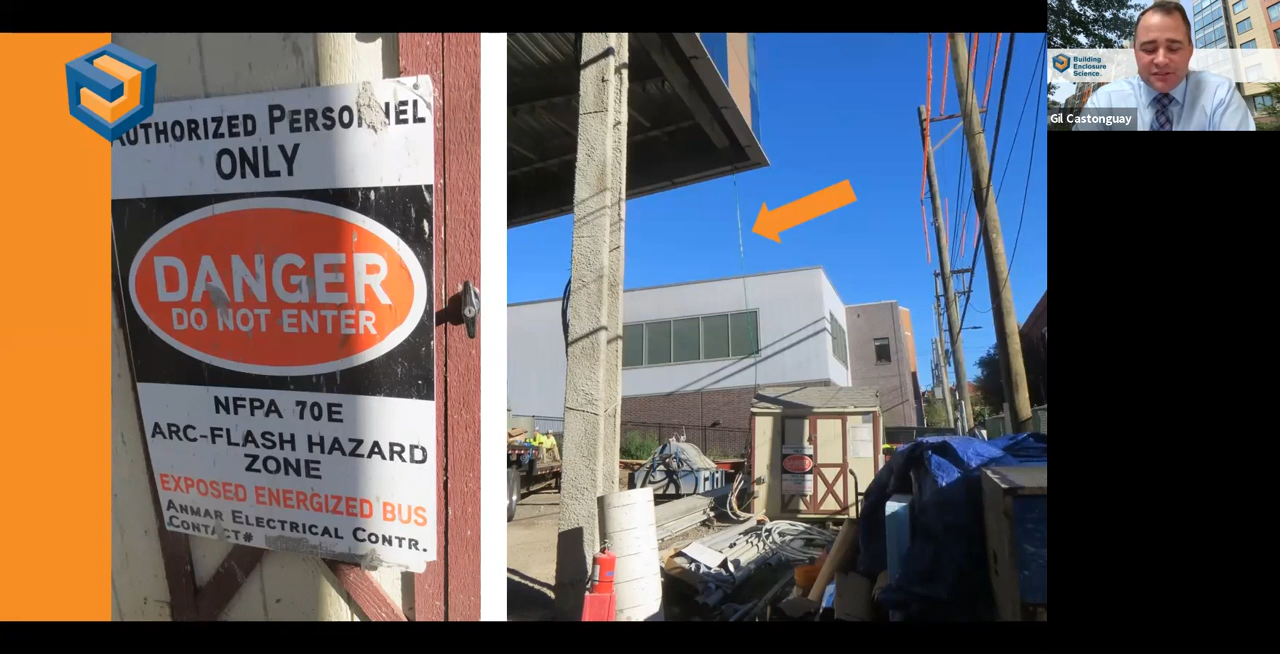 AUTHORIZED PERSONNEL
ONLY
DANGER
DO NOT ENTER
NFPA 70E
ARC-FLASH HAZARD
ZONE
EXPOSED ENERGIZED BUS
ANMAR ELECTRICAL CONTR.
CONTACT#
Building
Enclosure
Science.
Gil Castonguay